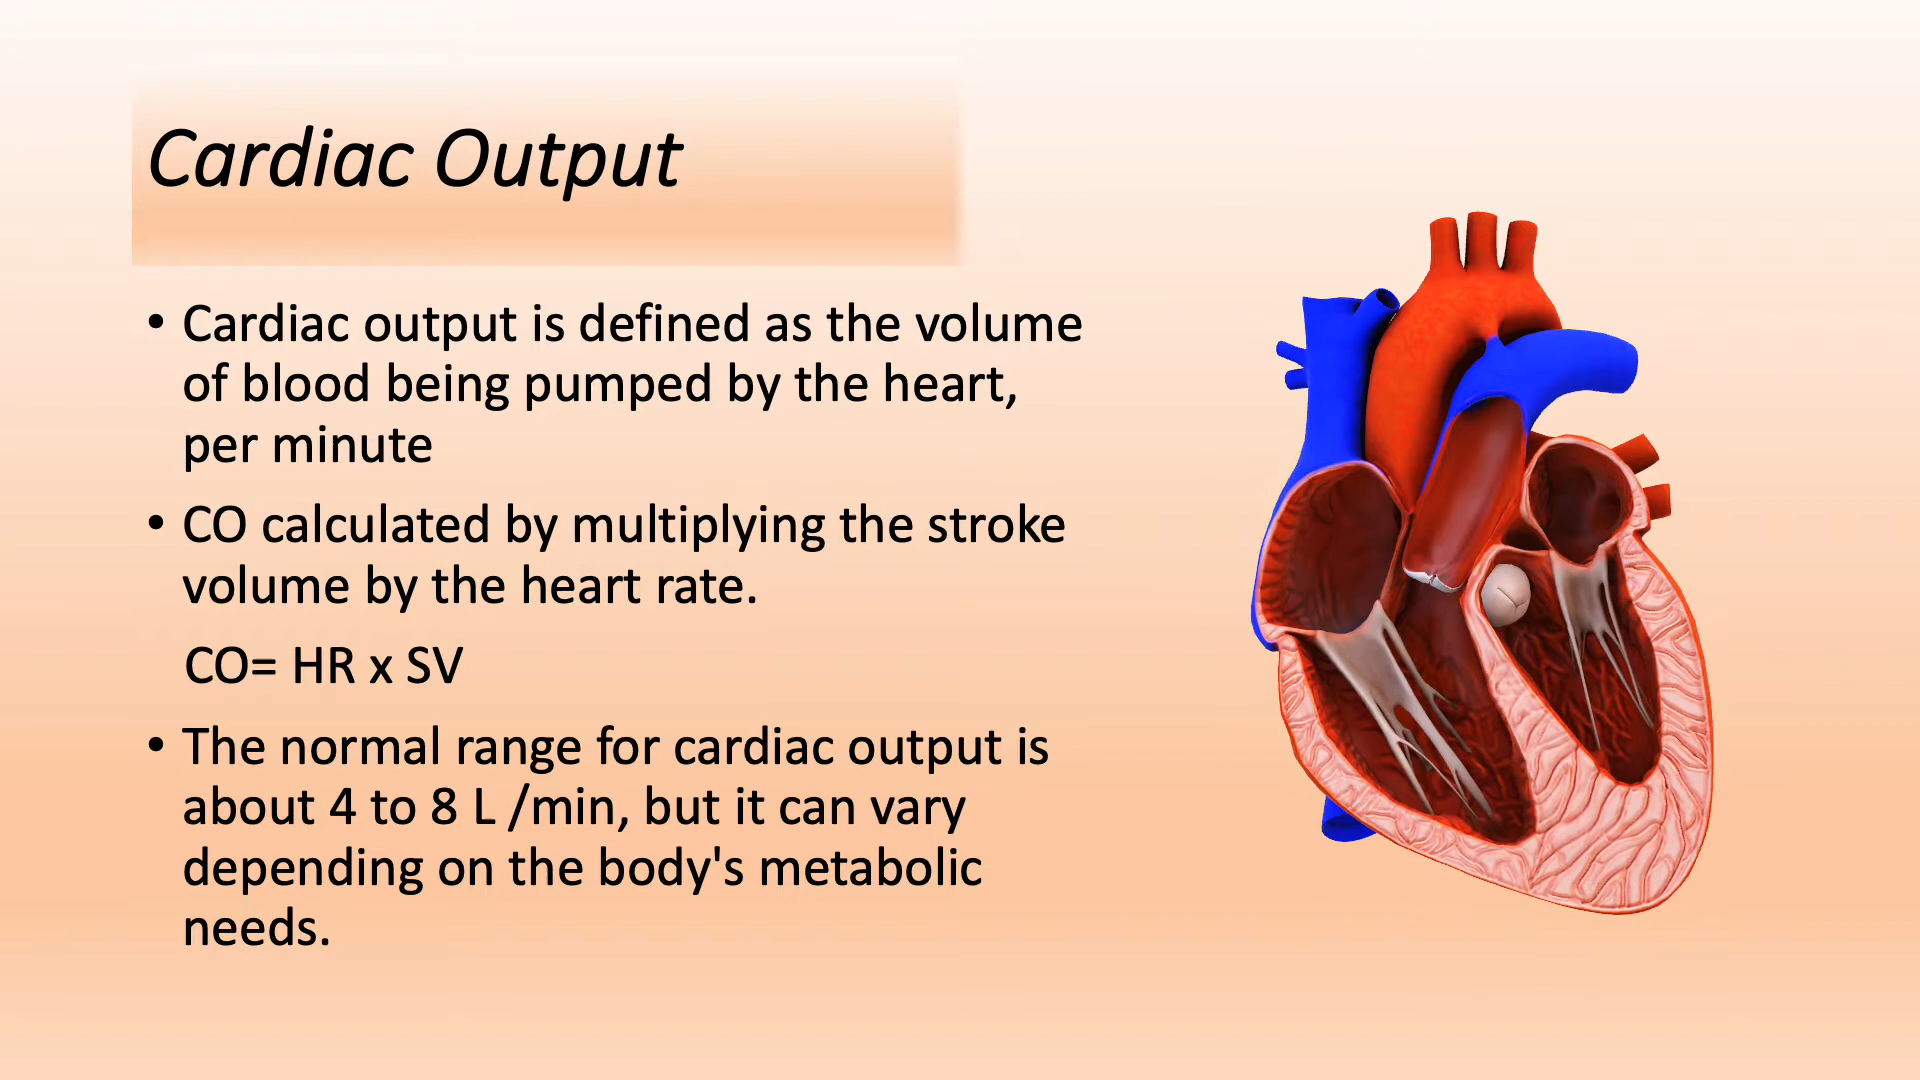 Cardiac Output
• Cardiac output is defined as the volume
of blood being pumped by the heart,
per minute
• CO calculated by multiplying the stroke
volume by the heart rate.
CO= HR x SV
• The normal range for cardiac output is
about 4 to 8 L /min, but it can vary
depending on the body's metabolic
needs.